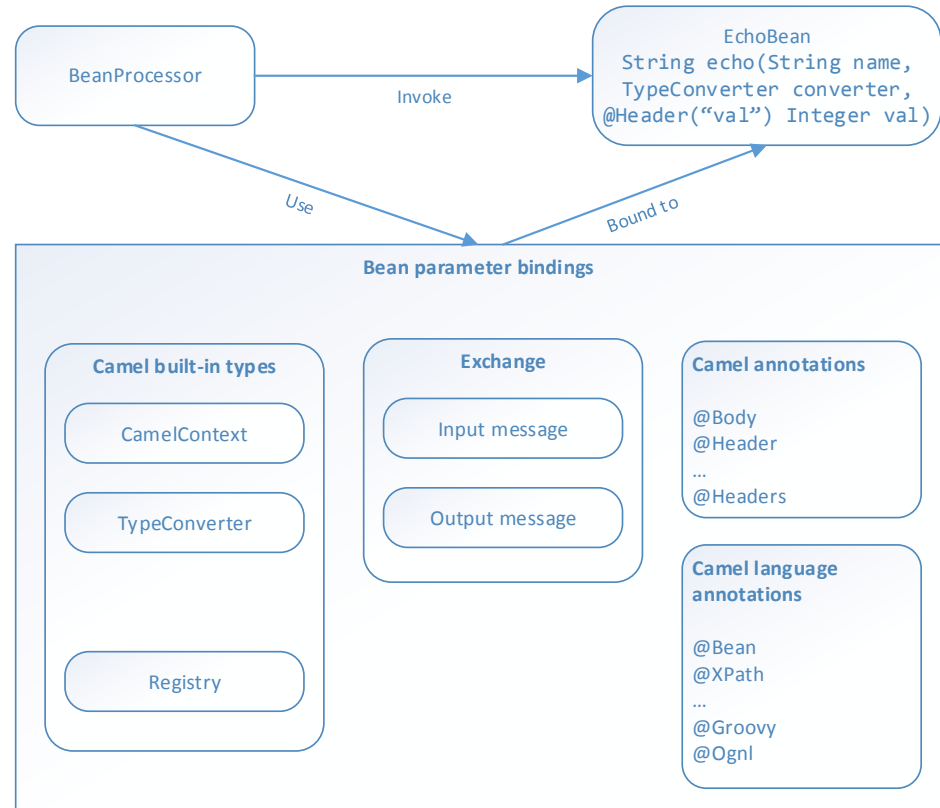 BeanProcessor
Invoke
EchoBean
String echo(String name,
TypeConverter converter,
@Header(“val”) Integer val)
Use
Bound to
Bean parameter bindings
Camel built-in types
CamelContext
TypeConverter
Registry
Exchange
Input message
Output message
Camel annotations
@Body
@Header
...
@Headers
Camel language
annotations
@Bean
@XPath
...
@Groovy
@Ognl